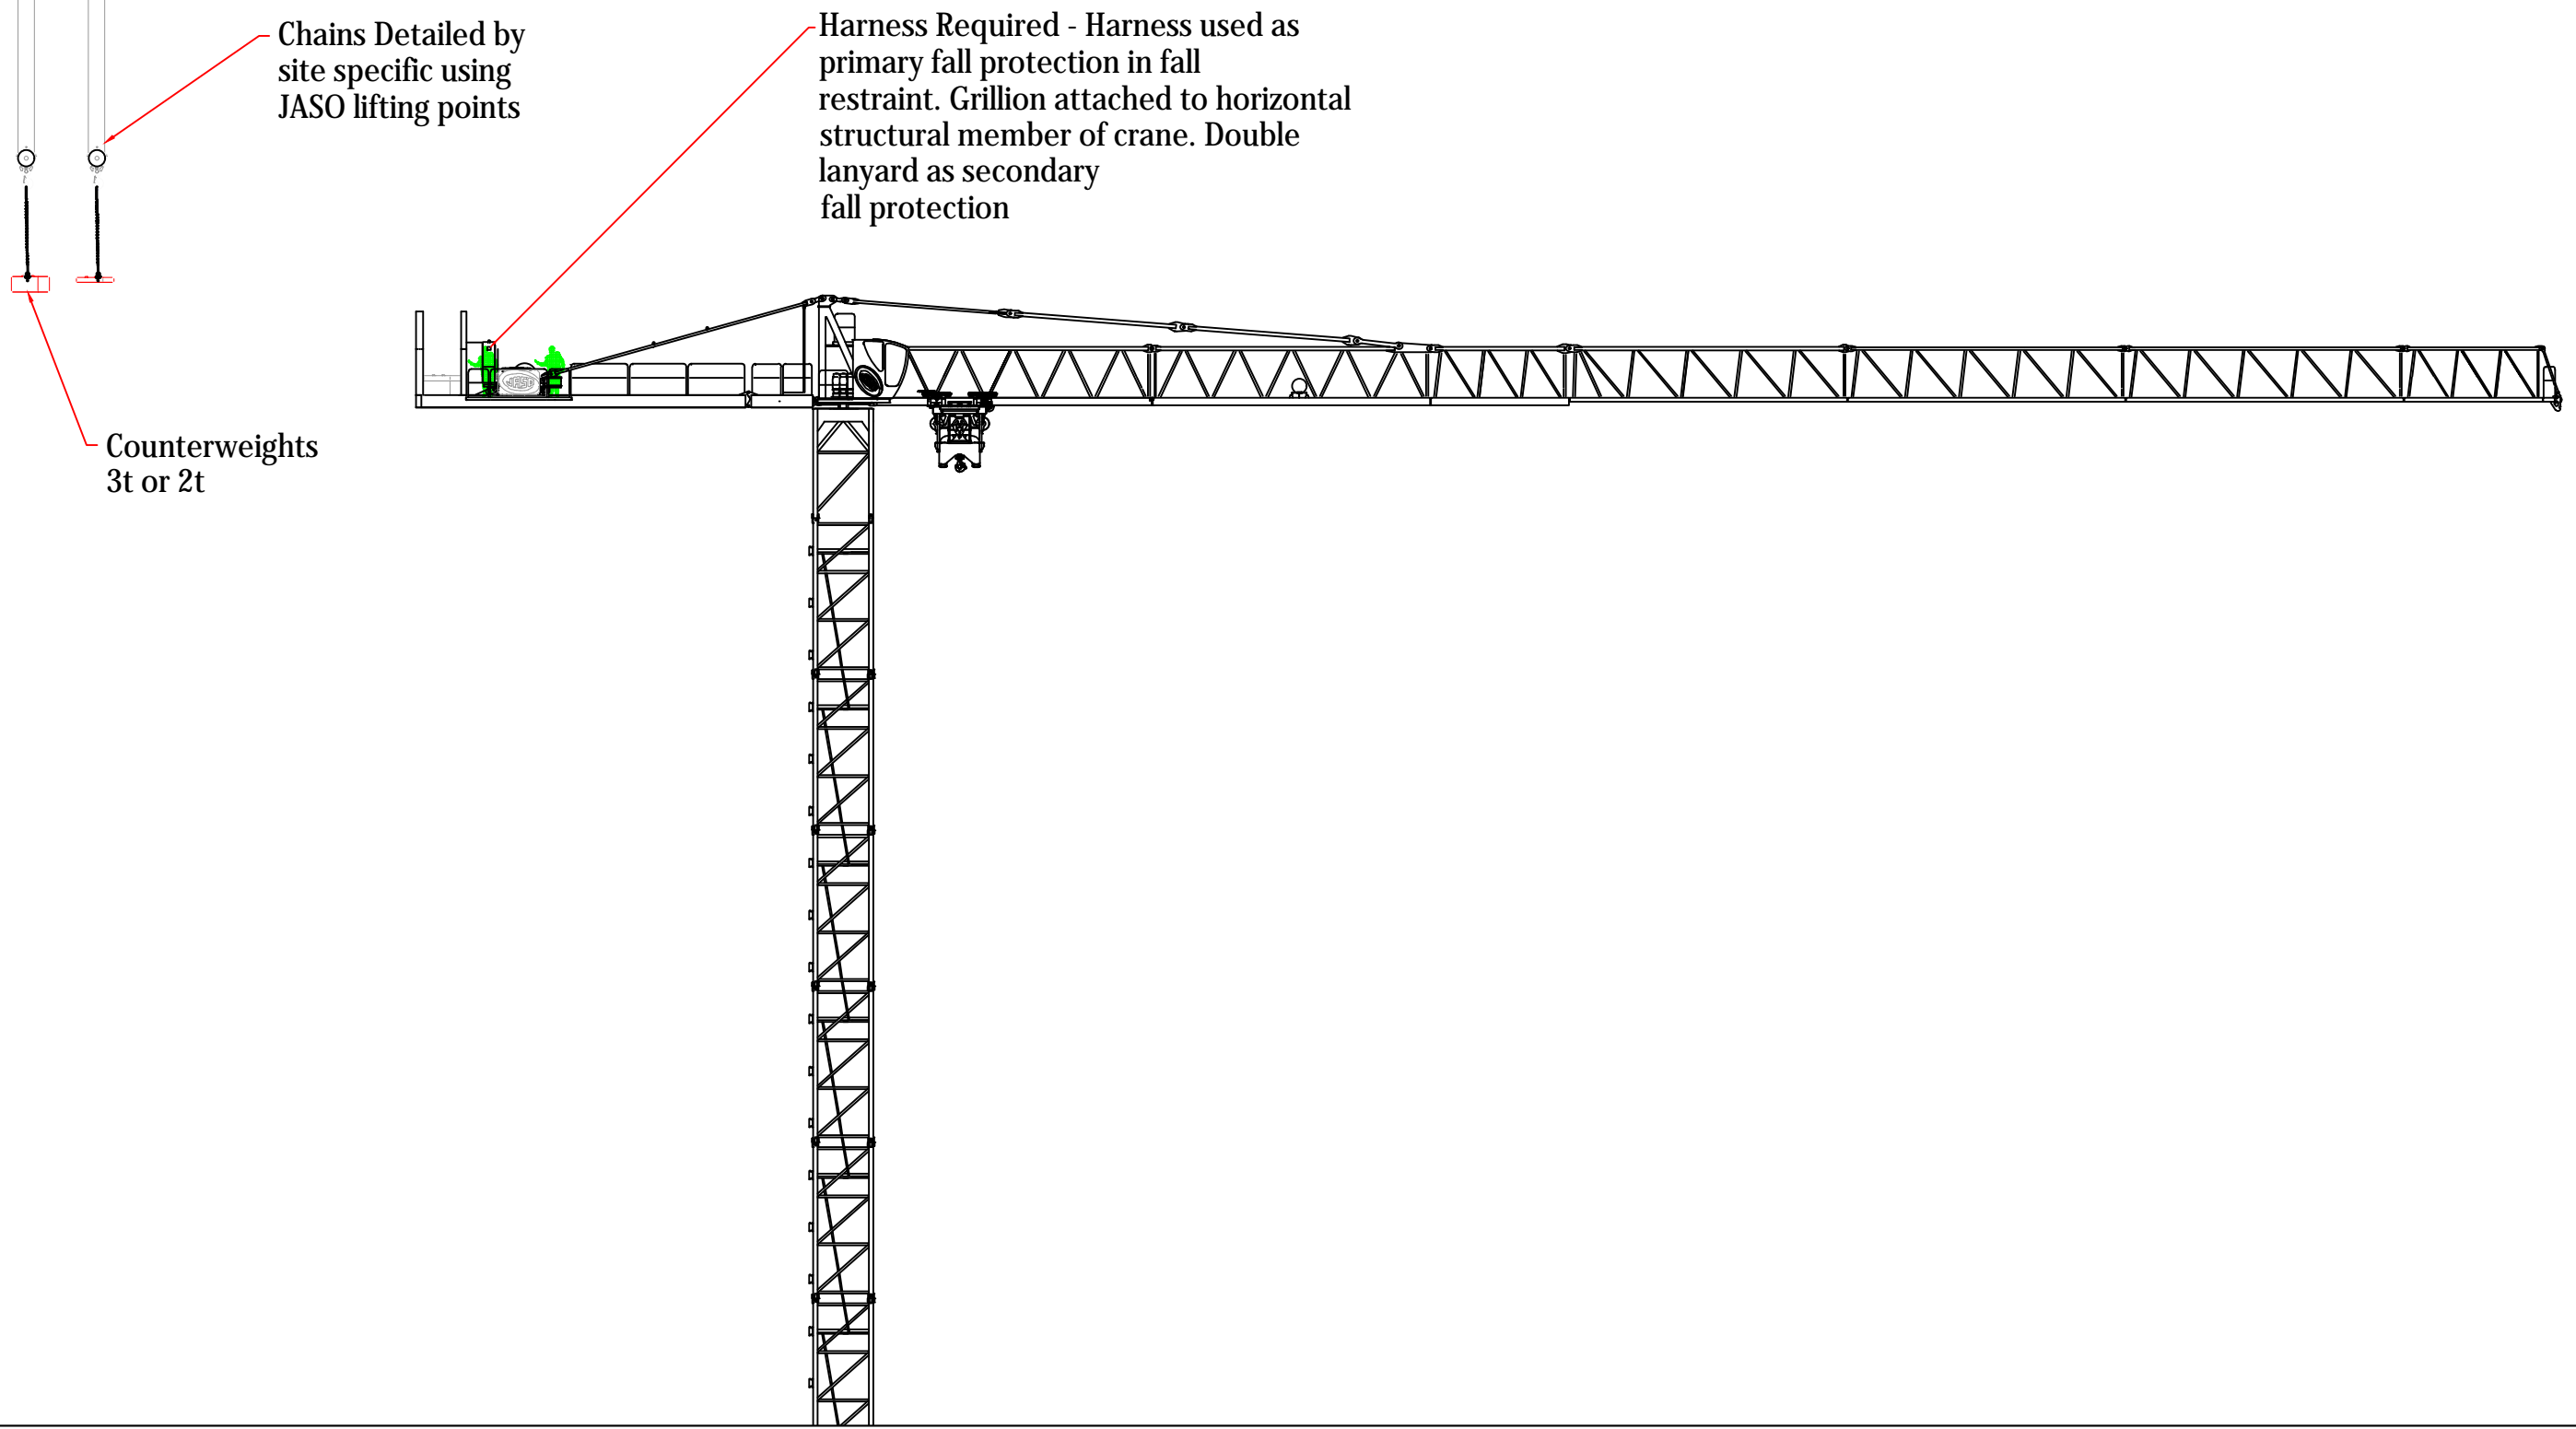 Chains Detailed by
site specific using
JASO lifting points
Harness Required - Harness used as
primary fall protection in fall
restraint. Grillion attached to horizontal
structural member of crane. Double
lanyard as secondary
fall protection
Counterweights
3t or 2t
JASO